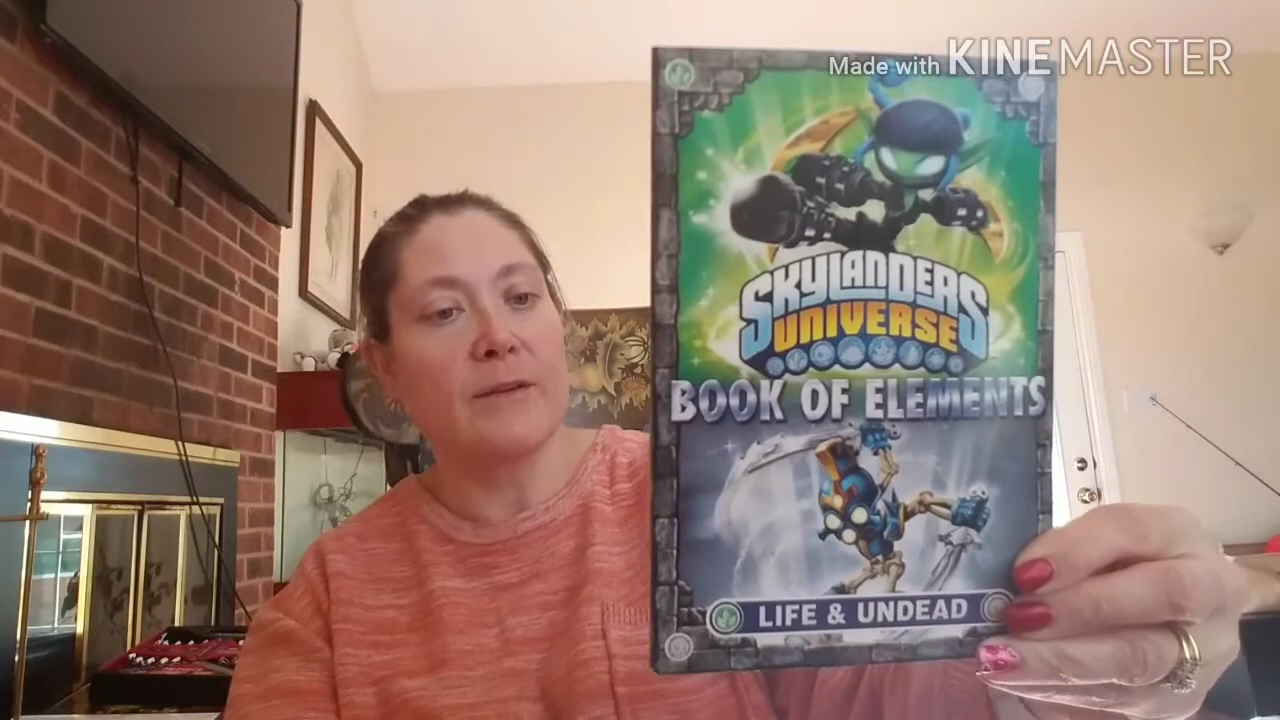 Made with KINEMASTER
SKYLANDERS
UNIVERSE
BOOK OF ELEMENTS
LIFE & UNDEAD